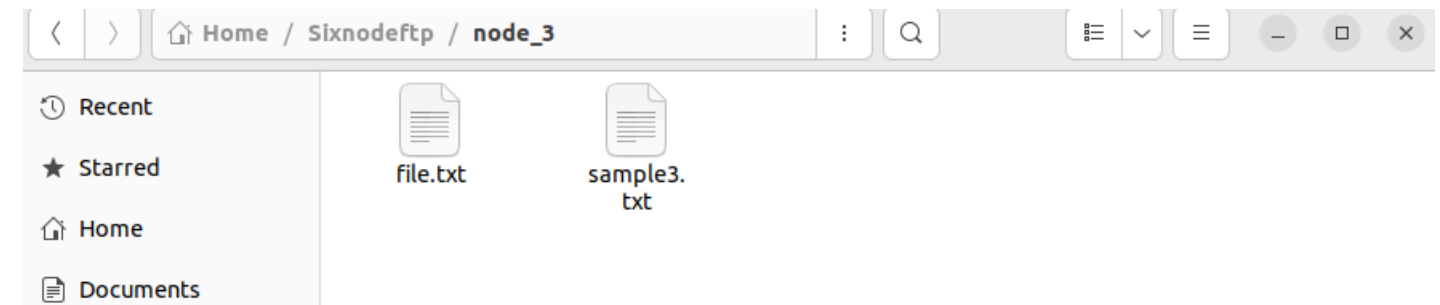 Home / Sixnodeftp / node_3
Recent
Starred
Home
Documents
file.txt
sample3.
txt